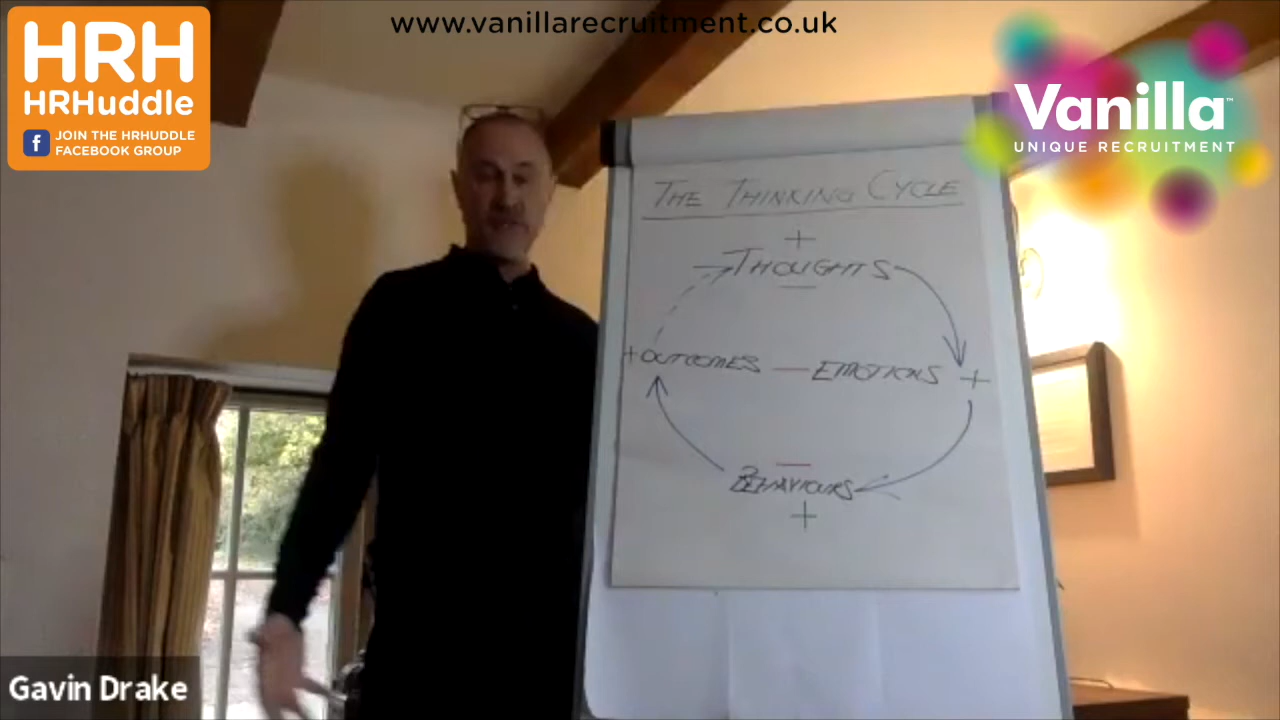 www.vanillarecruitment.co.uk
HRH
HRHuddle
f JOIN THE HRHUDDLE
FACEBOOK GROUP
Vanilla™
UNIQUE RECRUITMENT
THE THINKING CYCLE
+
THOUGHTS
—
+ OUTCOMES — EMOTIONS +
—
BEHAVIOURS
+
Gavin Drake